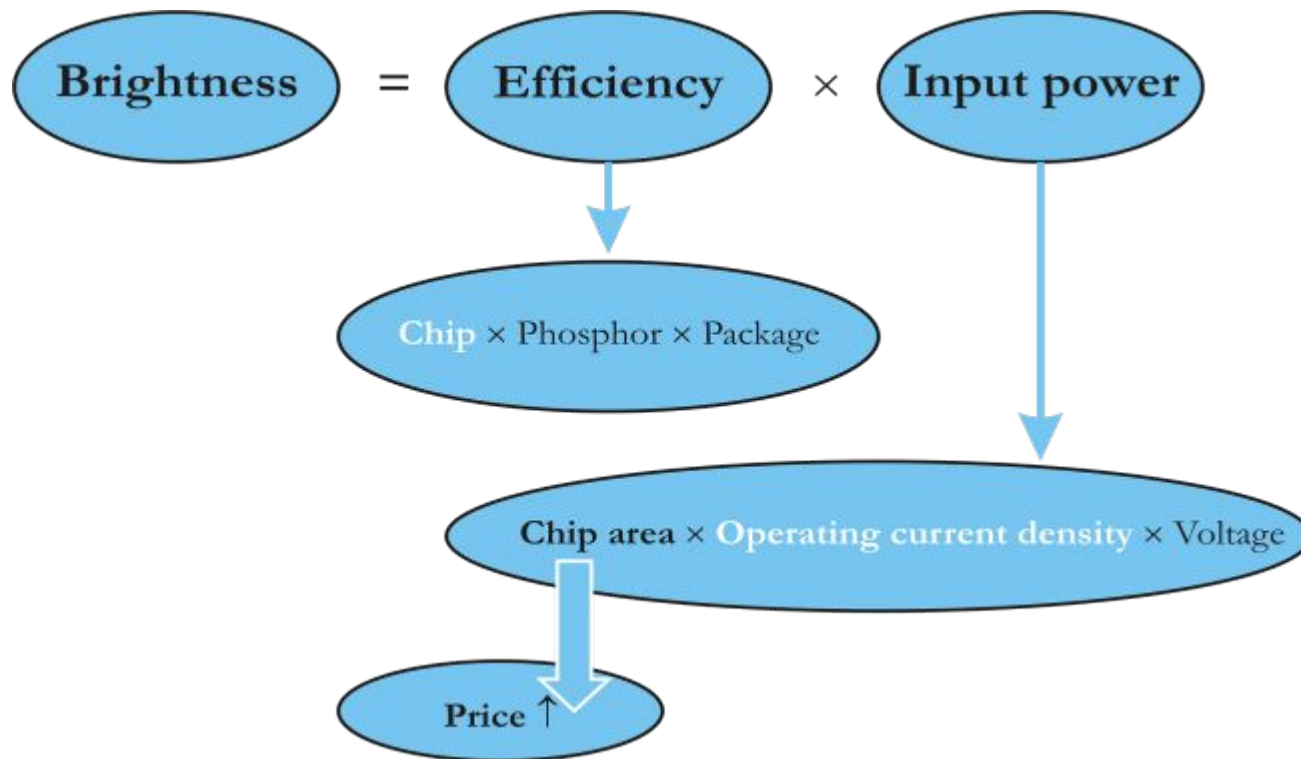 Brightness = Efficiency × Input power
Chip × Phosphor × Package
Chip area × Operating current density × Voltage
Price ↑